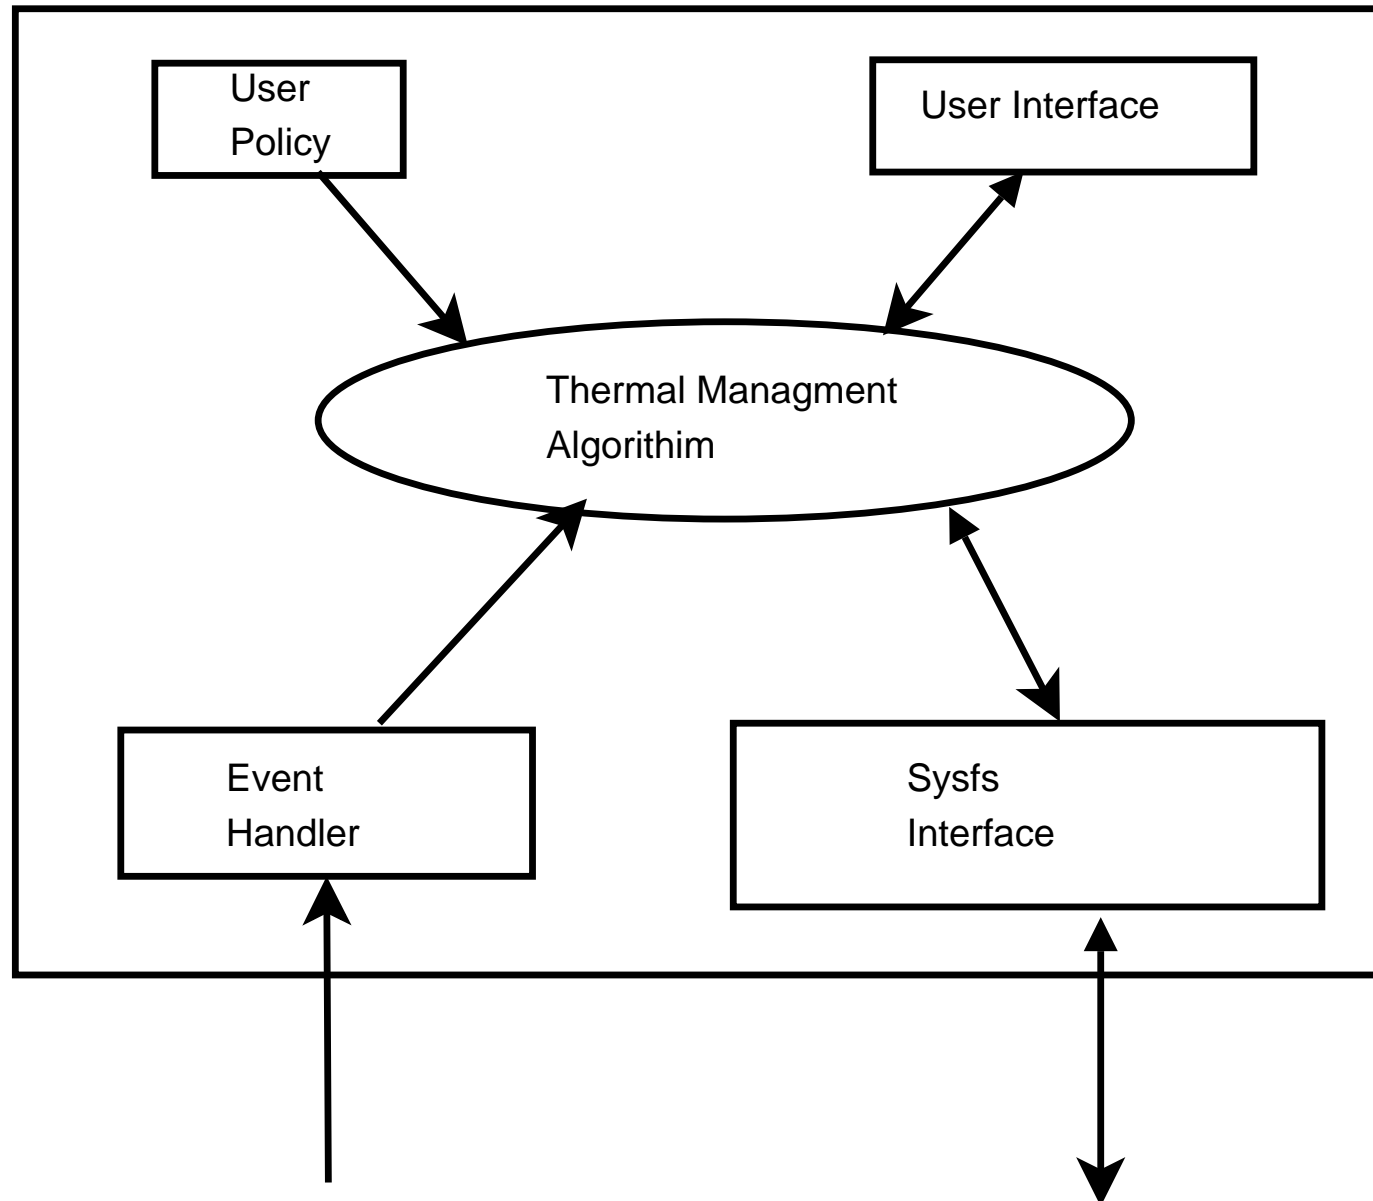 User
Policy
User Interface
Thermal Managment
Algorithim
Event
Handler
Sysfs
Interface